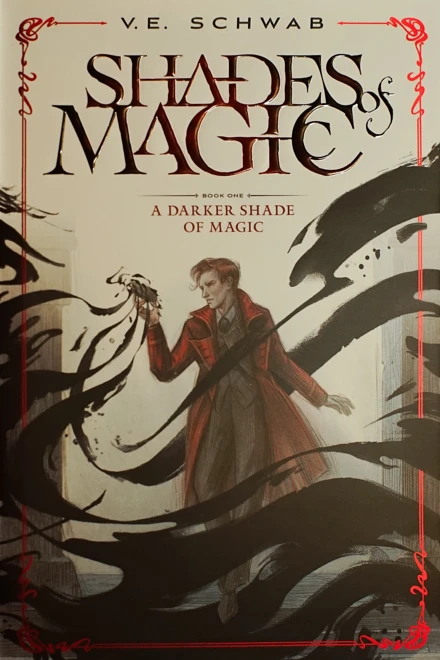 V.E. SCHWAB
SHADES of
MAGIC
BOOK ONE
A DARKER SHADE
OF MAGIC